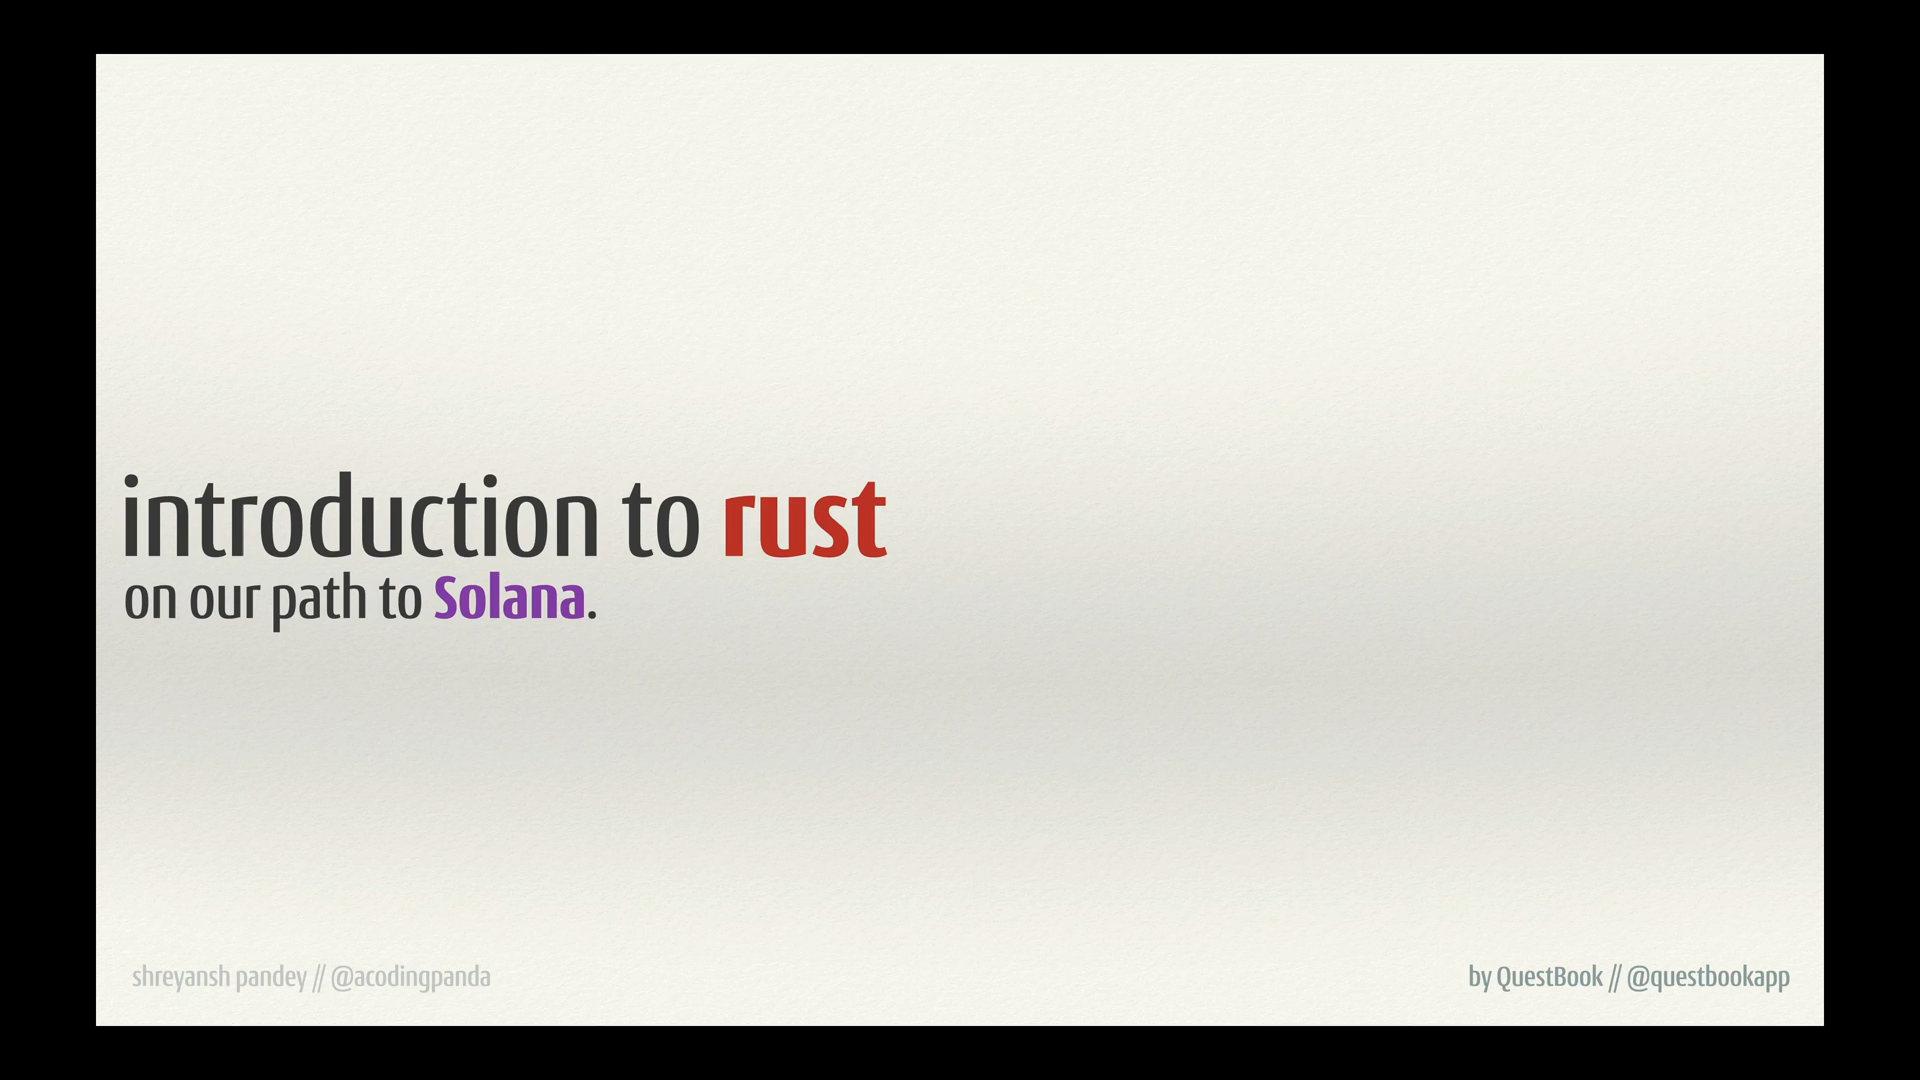 introduction to rust
on our path to Solana.
shreyansh pandey // @acodingpanda
by QuestBook // @questbookapp